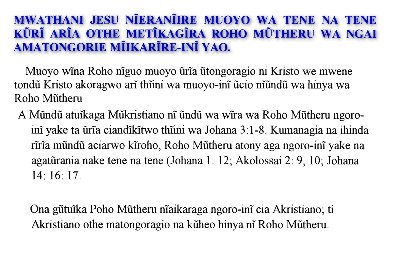 MWATHANI JESU NĪERANĪIRE MUOYO WA TENE NA TENE
KŨRĪ ARĨA OTHE METĨKAGĨRA ROHO MŨTHERU WA NGAI
AMATONGORIE MĨIKARĨRE-INĨ YAO.
Muoyo wĩna Roho nĩguo muoyo ũrĩa ũtongoragio ni Kristo we mwene
tondũ Kristo akoragwo arĩ thĩini wa muoyo-inĩ ũcio nĩũndũ wa hinya wa
Roho Mũtheru
A Mũndũ atuĩkaga Mũkristiano nĩ ũndũ wa wĩra wa Roho Mũtheru ngoro-
inĩ yake ta ũrĩa ciandĩkĩtwo thĩini wa Johana 3:1-8. Kumanagia na ihinda
rĩrĩa mũndũ aciarwo kĩroho, Roho Mũtheru atony aga ngoro-inĩ yake na
agatũrania nake tene na tene (Johana 1: 12; Akolossai 2: 9, 10; Johana
14: 16: 17.
Ona gũtuĩka Poho Mũtheru nĩaikaraga ngoro-inĩ cia Akristiano; ti
Akristiano othe matongoragio na kũheo hinya nĩ Roho Mũtheru.